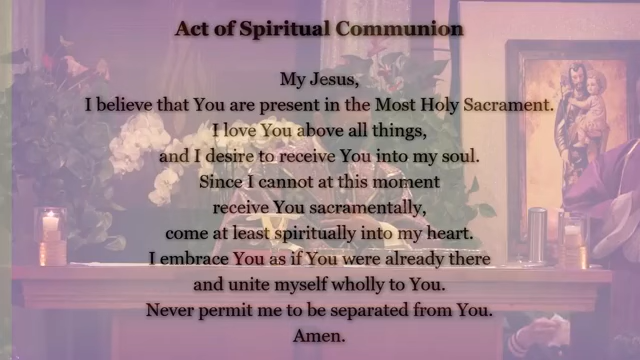 Act of Spiritual Communion
My Jesus,
I believe that You are present in the Most Holy Sacrament.
I love You above all things,
and I desire to receive You into my soul.
Since I cannot at this moment
receive You sacramentally,
come at least spiritually into my heart.
I embrace You as if You were already there
and unite myself wholly to You.
Never permit me to be separated from You.
Amen.